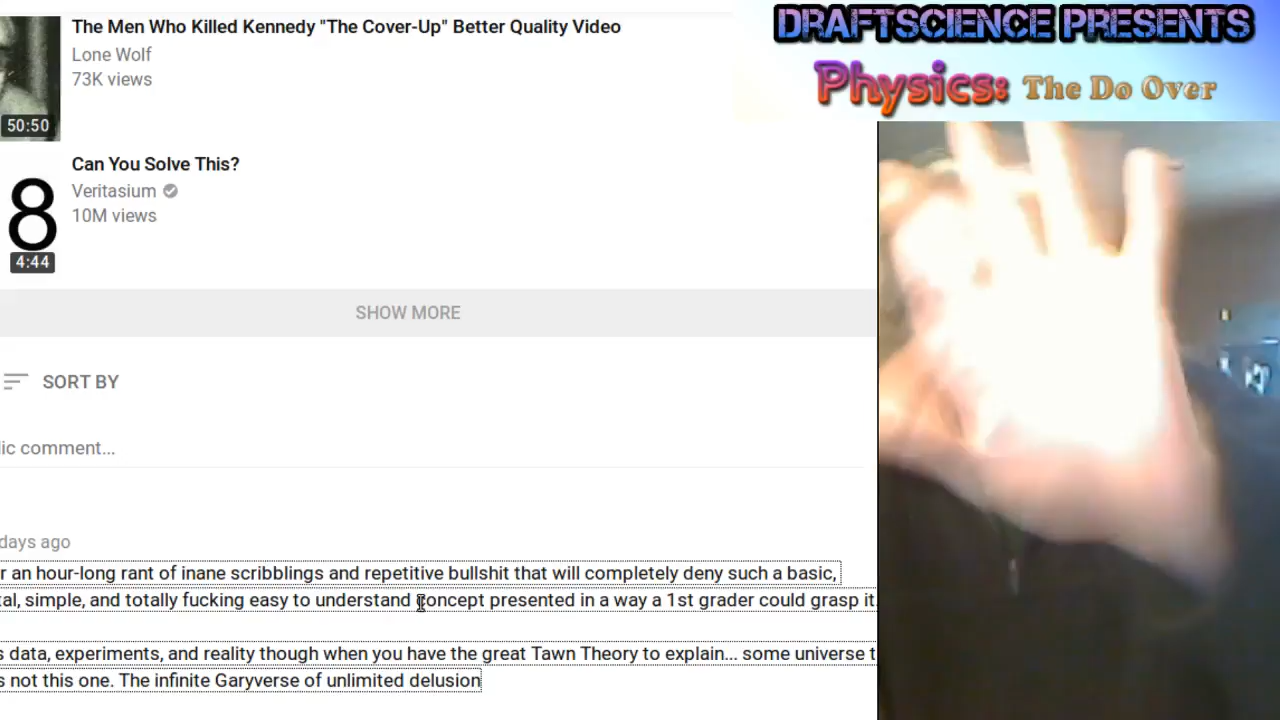 The Men Who Killed Kennedy "The Cover-Up" Better Quality Video
Lone Wolf
73K views
50:50
Can You Solve This?
Veritasium
10M views
8
4:44
SHOW MORE
SORT BY
lic comment...
days ago
r an hour-long rant of inane scribblings and repetitive bullshit that will completely deny such a basic,
tal, simple, and totally fucking easy to understand concept presented in a way a 1st grader could grasp it.
s data, experiments, and reality though when you have the great Tawn Theory to explain... some universe t
s not this one. The infinite Garyverse of unlimited delusion
DRAFTSCIENCE PRESENTS
Physics: The Do Over